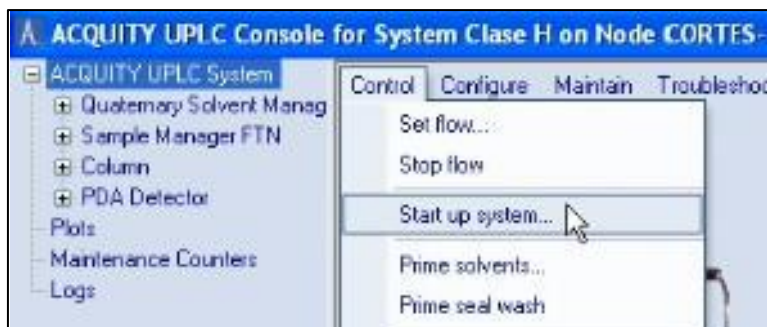 ACQUITY UPLC Console for System Clase H on Node CORTES-
ACQUITY UPLC System
Quaternary Solvent Manag
Sample Manager FTN
Column
PDA Detector
Plots
Maintenance Counters
Logs
Control Configure Maintain Troubleshoo
Set flow...
Stop flow
Start up system...
Prime solvents...
Prime seal wash